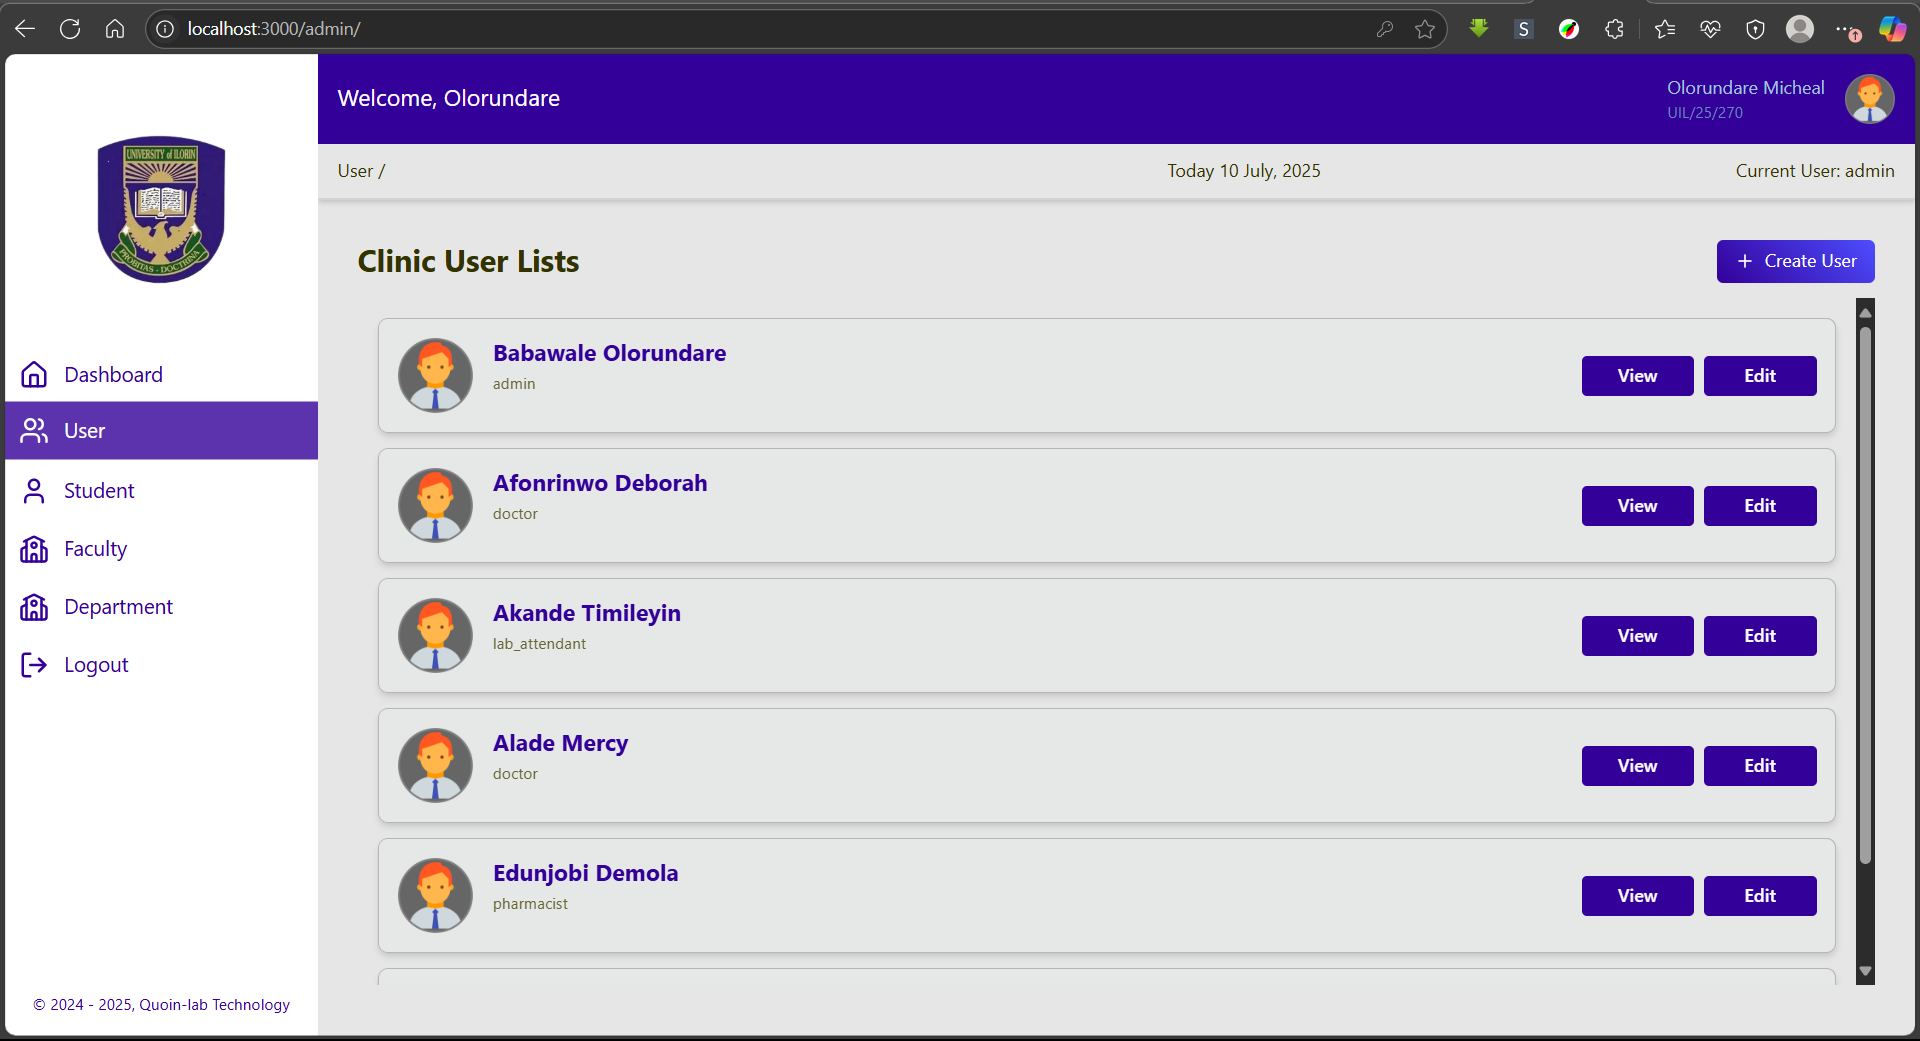 localhost:3000/admin/
S
Welcome, Olorundare
Olorundare Micheal
UIL/25/270
User /
Today 10 July, 2025
Current User: admin
UNIVERSITY of ILORIN
PROBITAS - DOCTRINA
Dashboard
User
Student
Faculty
Department
Logout
© 2024 - 2025, Quoin-lab Technology
Clinic User Lists
+ Create User
Babawale Olorundare
admin
View
Edit
Afonrinwo Deborah
doctor
View
Edit
Akande Timileyin
lab_attendant
View
Edit
Alade Mercy
doctor
View
Edit
Edunjobi Demola
pharmacist
View
Edit